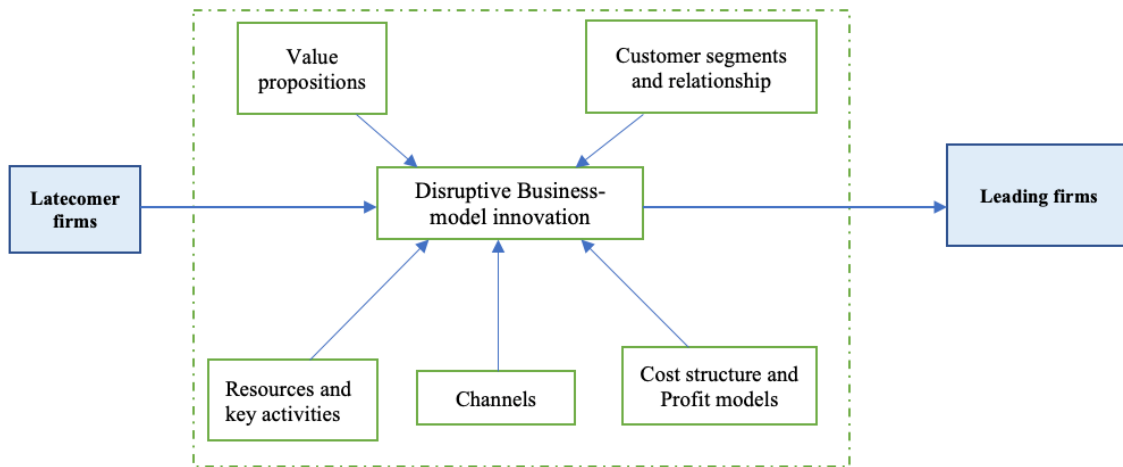 Value
propositions
Customer segments
and relationship
Latecomer
firms
Disruptive Business-
model innovation
Leading firms
Resources and
key activities
Channels
Cost structure and
Profit models